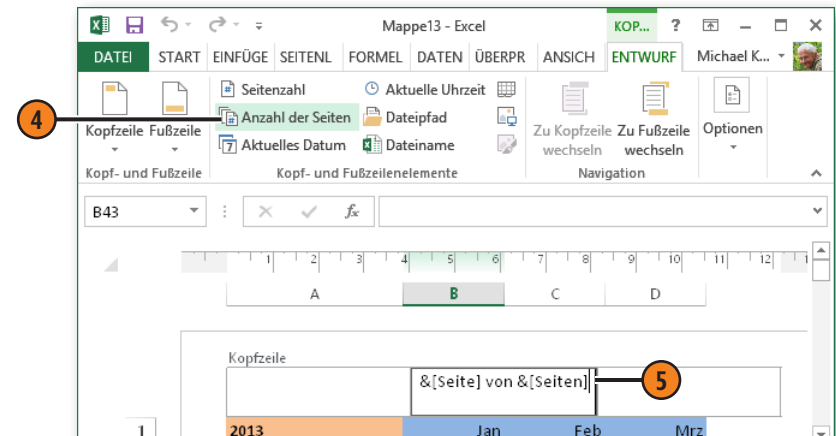 Mappe13 - Excel
KOP... ?
DATEI START EINFÜGE SEITENL FORMEL DATEN ÜBERPR ANSICH ENTWURF Michael K...
# Seitenzahl Aktuelle Uhrzeit
4 Kopfzeile Fußzeile # Anzahl der Seiten Dateipfad Zu Kopfzeile wechseln Zu Fußzeile wechseln Optionen
7 Aktuelles Datum Dateiname
Kopf- und Fußzeile Kopf- und Fußzeilenelemente Navigation
B43 fx
1 2 3 4 5 6 7 8 9 10 11 12 1
A B C D
Kopfzeile
&[Seite] von &[Seiten] 5
1 2013 Jan Feb Mrz